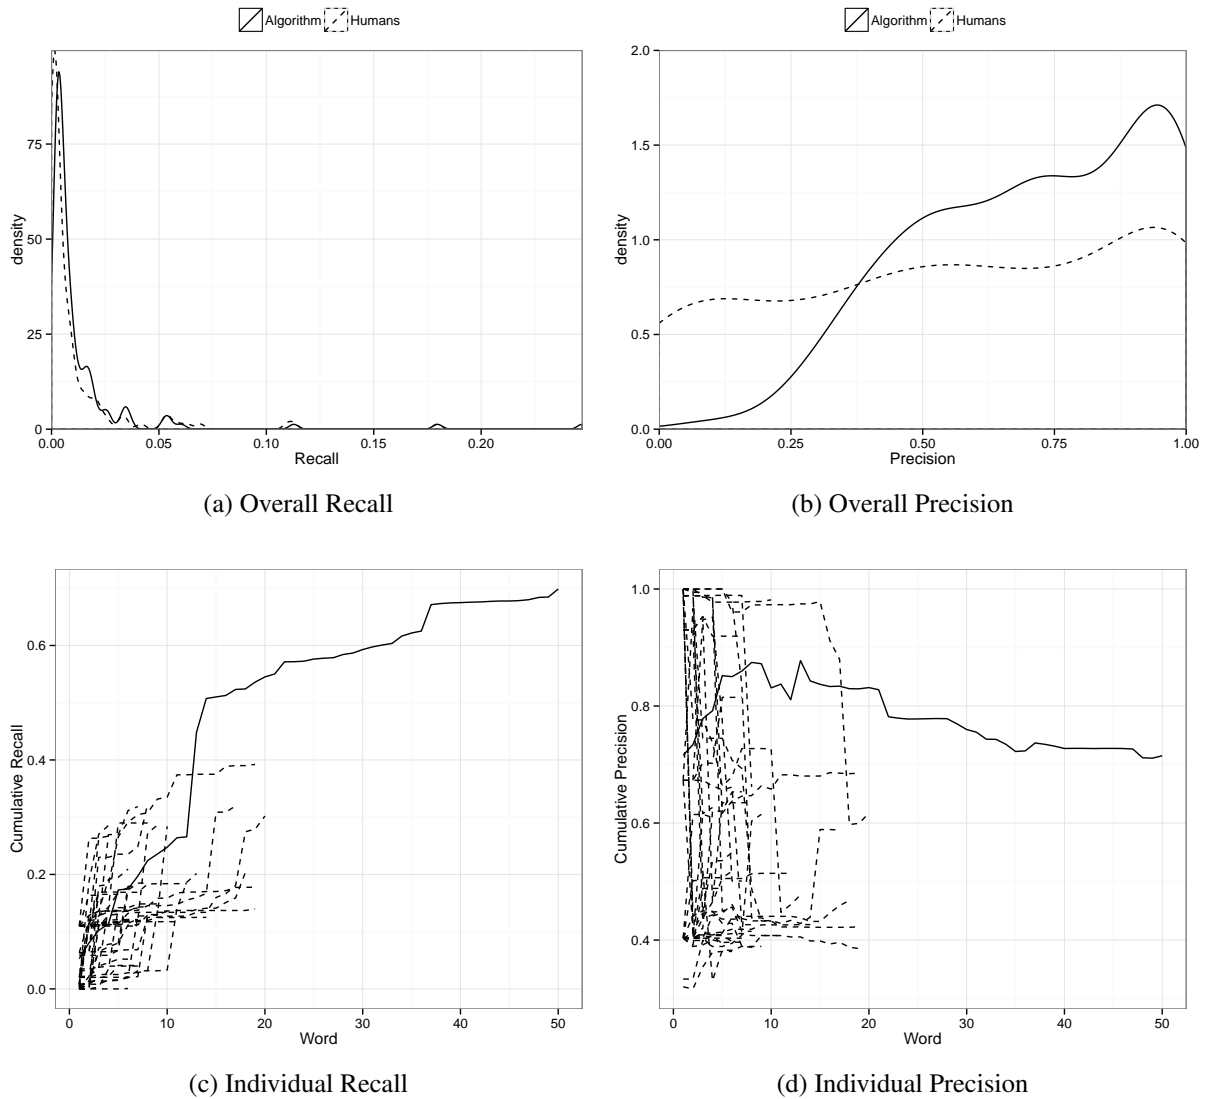 Algorithm Humans
Algorithm Humans
density
75
50
25
0
0.00 0.05 0.10 0.15 0.20
Recall
(a) Overall Recall
density
2.0
1.5
1.0
0.5
0.0
0.00 0.25 0.50 0.75 1.00
Precision
(b) Overall Precision
Cumulative Recall
0.6
0.4
0.2
0.0
0 10 20 30 40 50
Word
(c) Individual Recall
Cumulative Precision
1.0
0.8
0.6
0.4
0 10 20 30 40 50
Word
(d) Individual Precision